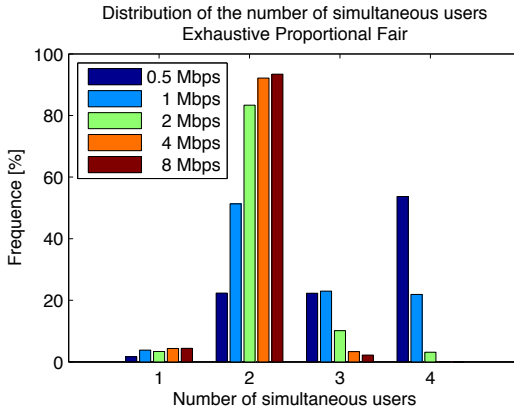 Distribution of the number of simultaneous users
Exhaustive Proportional Fair
100
80
60
40
20
0
Frequence [%]
0.5 Mbps
1 Mbps
2 Mbps
4 Mbps
8 Mbps
1 2 3 4
Number of simultaneous users